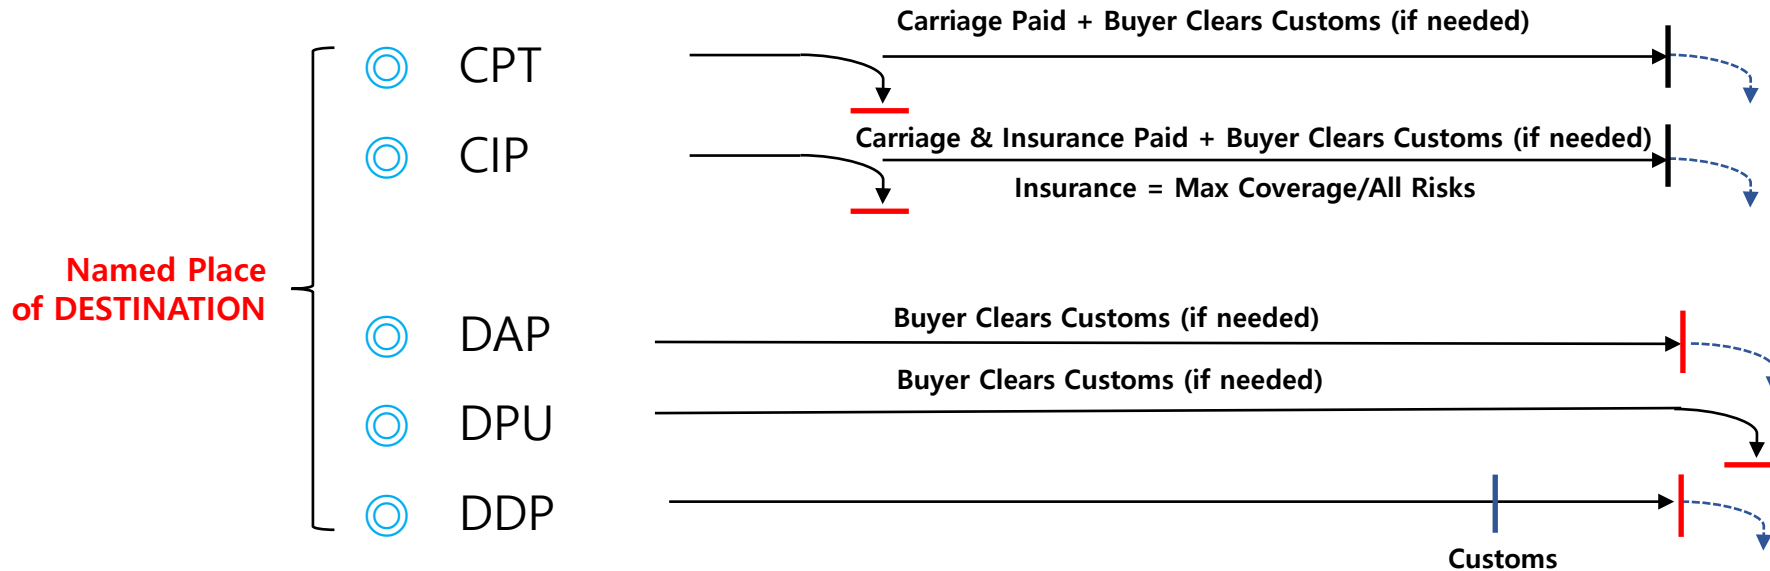 Carriage Paid + Buyer Clears Customs (if needed)
CPT
Carriage & Insurance Paid + Buyer Clears Customs (if needed)
CIP
Insurance = Max Coverage/All Risks
Named Place
of DESTINATION
Buyer Clears Customs (if needed)
DAP
Buyer Clears Customs (if needed)
DPU
DDP
Customs